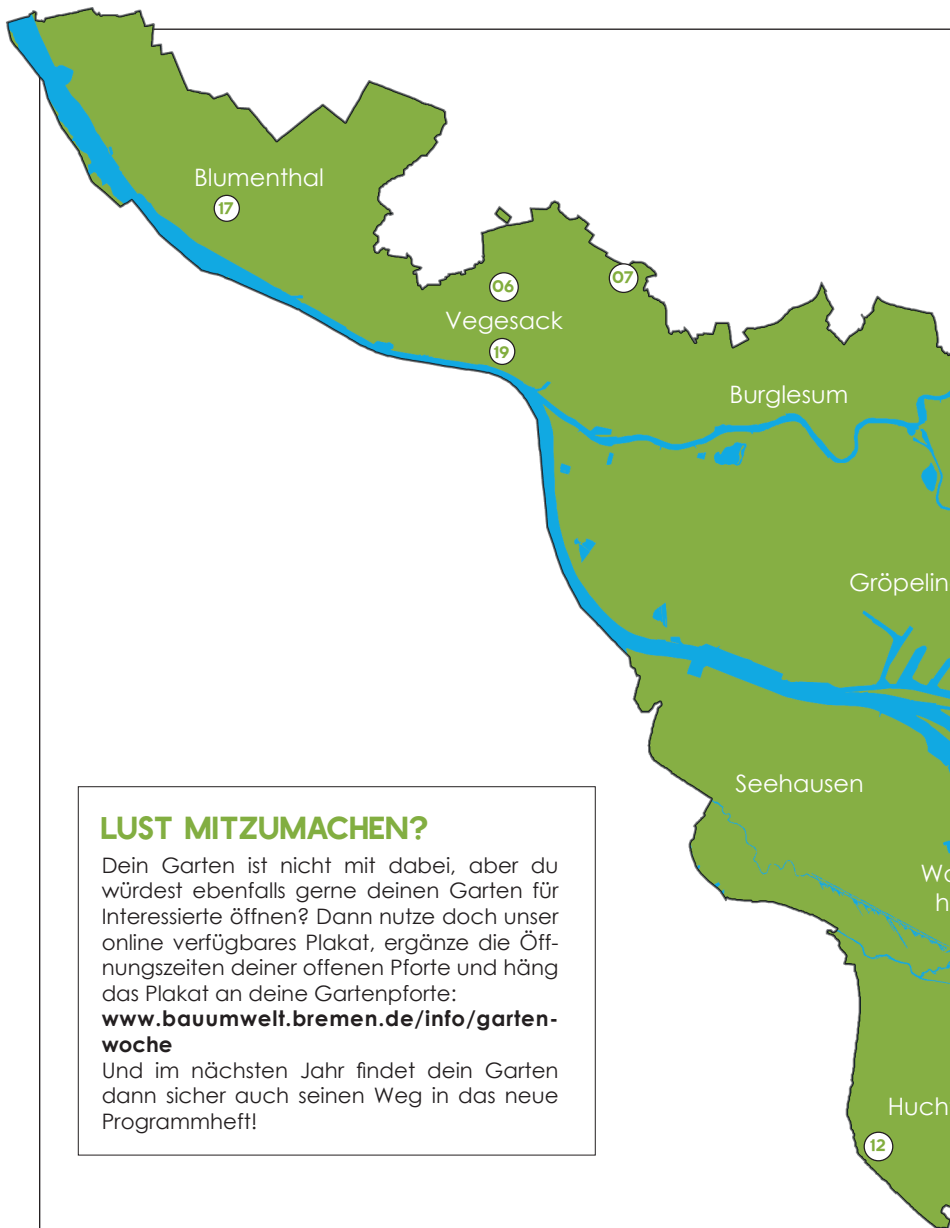 Blumenthal
17
06
07
Vegesack
19
Burglesum
Gröpelin
Seehausen
LUST MITZUMACHEN?
Dein Garten ist nicht mit dabei, aber du
würdest ebenfalls gerne deinen Garten für
Interessierte öffnen? Dann nutze doch unser
online verfügbares Plakat, ergänze die Öff-
nungszeiten deiner offenen Pforte und häng
das Plakat an deine Gartenpforte:
www.bauumwelt.bremen.de/info/garten-
woche
Und im nächsten Jahr findet dein Garten
dann sicher auch seinen Weg in das neue
Programmheft!
Wo
h
Huch
12